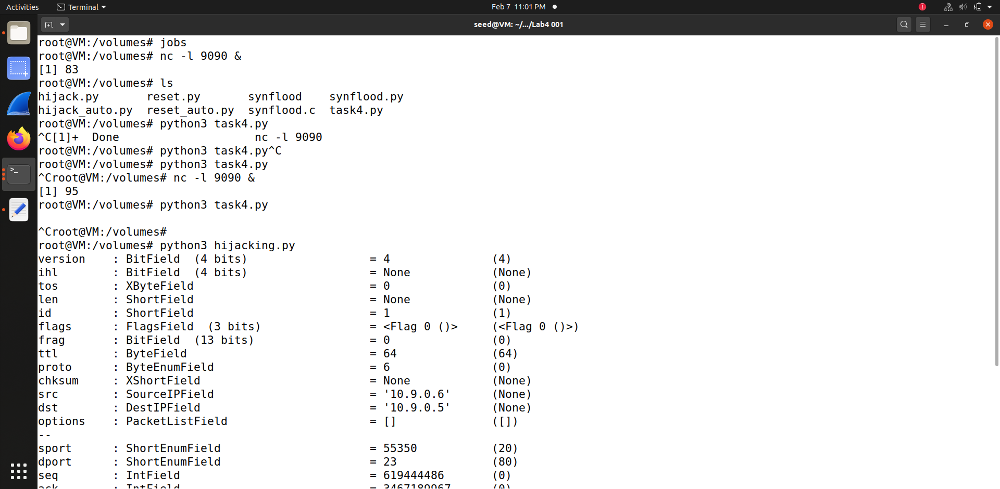 Activities Terminal Feb 7 11:01 PM
seed@VM: ~/.../Lab4 001
root@VM:/volumes# jobs
root@VM:/volumes# nc -l 9090 &
[1] 83
root@VM:/volumes# ls
hijack.py       reset.py       synflood    synflood.py
hijack_auto.py  reset_auto.py  synflood.c  task4.py
root@VM:/volumes# python3 task4.py
^C[1]+  Done                    nc -l 9090
root@VM:/volumes# python3 task4.py^C
root@VM:/volumes# python3 task4.py
^Croot@VM:/volumes# nc -l 9090 &
[1] 95
root@VM:/volumes# python3 task4.py
^Croot@VM:/volumes#
root@VM:/volumes# python3 hijacking.py
version    : BitField  (4 bits)                  = 4               (4)
ihl        : BitField  (4 bits)                  = None            (None)
tos        : XByteField                          = 0               (0)
len        : ShortField                          = None            (None)
id         : ShortField                          = 1               (1)
flags      : FlagsField  (3 bits)                = <Flag 0 ()>     (<Flag 0 ()>)
frag       : BitField  (13 bits)                 = 0               (0)
ttl        : ByteField                           = 64              (64)
proto      : ByteEnumField                       = 6               (0)
chksum     : XShortField                         = None            (None)
src        : SourceIPField                       = '10.9.0.6'      (None)
dst        : DestIPField                         = '10.9.0.5'      (None)
options    : PacketListField                     = []              ([])
--
sport      : ShortEnumField                      = 55350           (20)
dport      : ShortEnumField                      = 23              (80)
seq        : IntField                            = 619444486       (0)
ack        : IntField                            = 3467189967      (0)